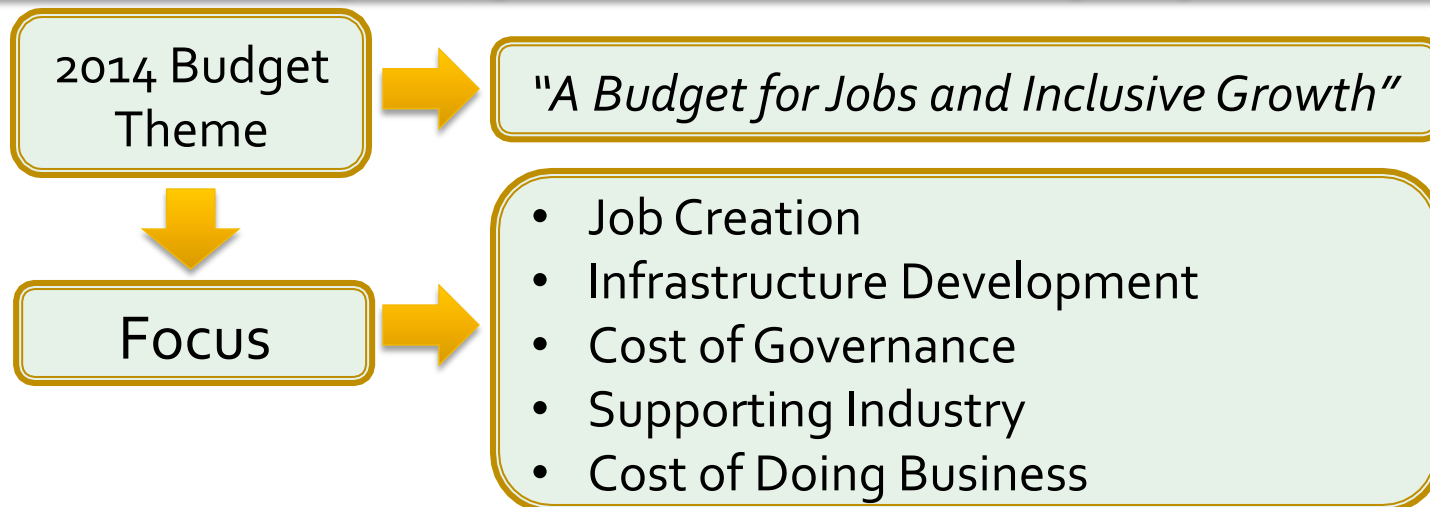 2014 Budget
Theme
“A Budget for Jobs and Inclusive Growth”
Focus
• Job Creation
• Infrastructure Development
• Cost of Governance
• Supporting Industry
• Cost of Doing Business